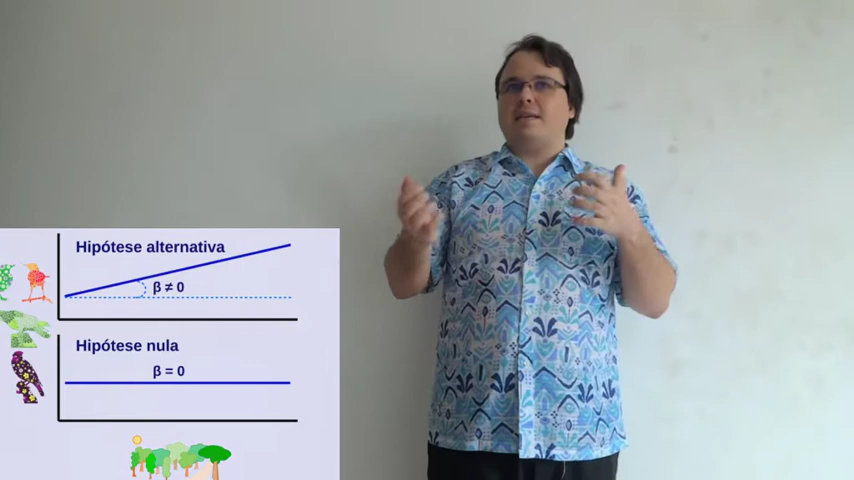 Hipótese alternativa
β ≠ 0
Hipótese nula
β = 0